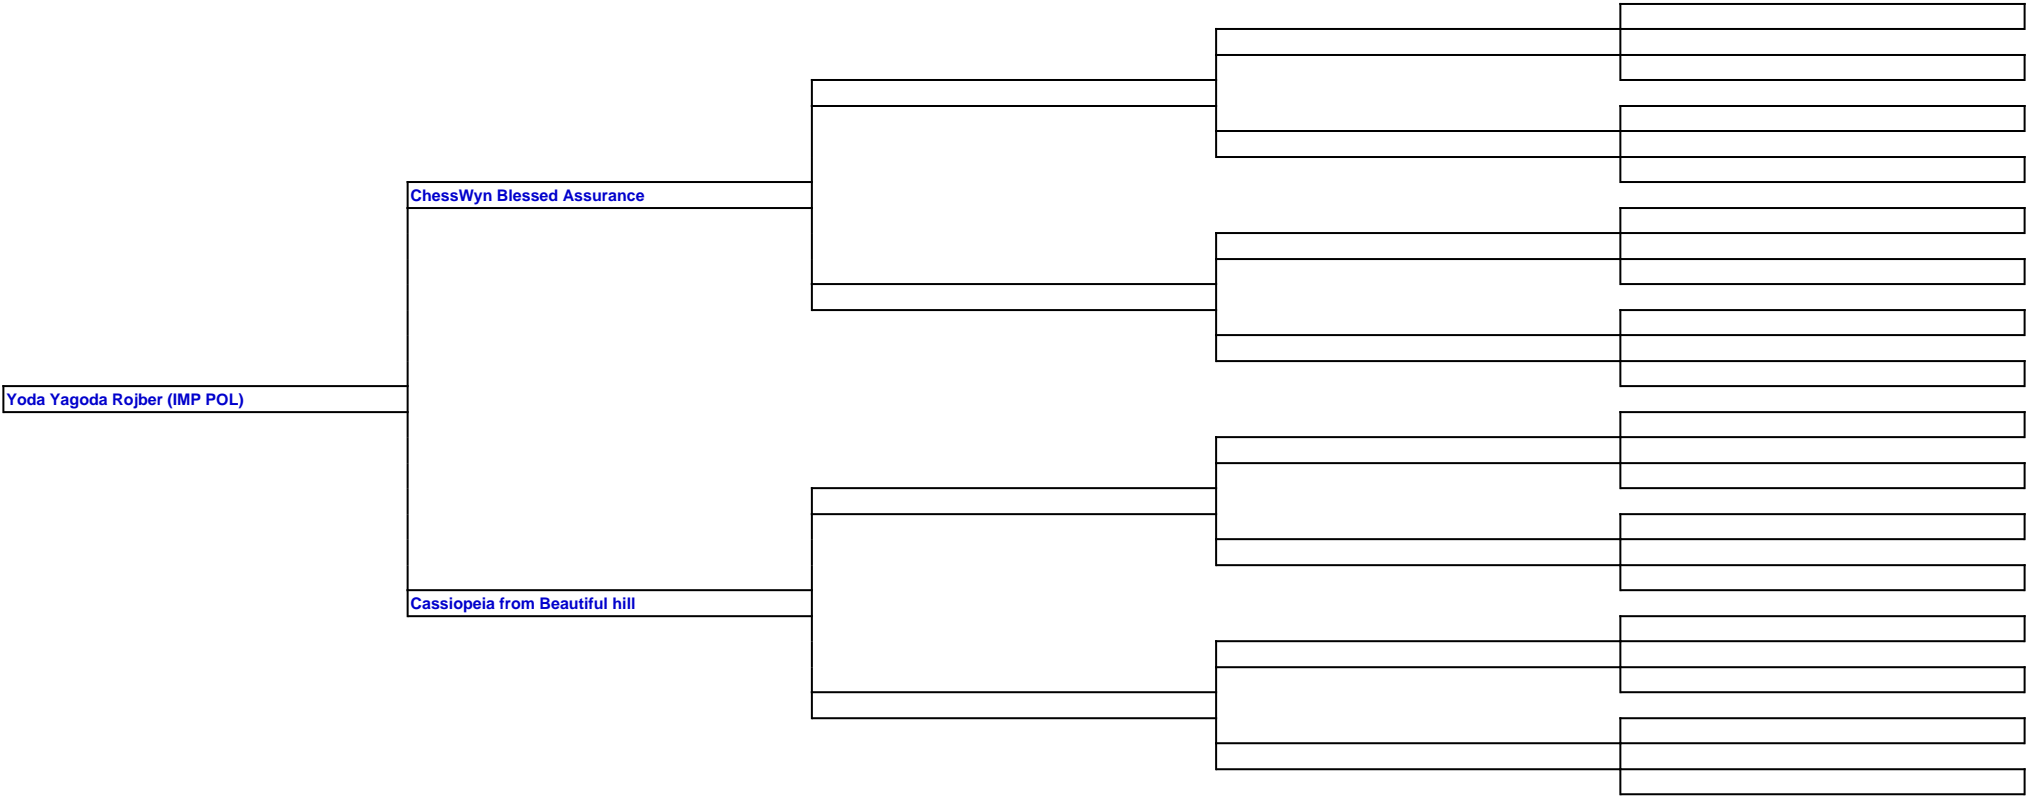 ChessWyn Blessed Assurance
Yoda Yagoda Rojber (IMP POL)
Cassiopeia from Beautiful hill